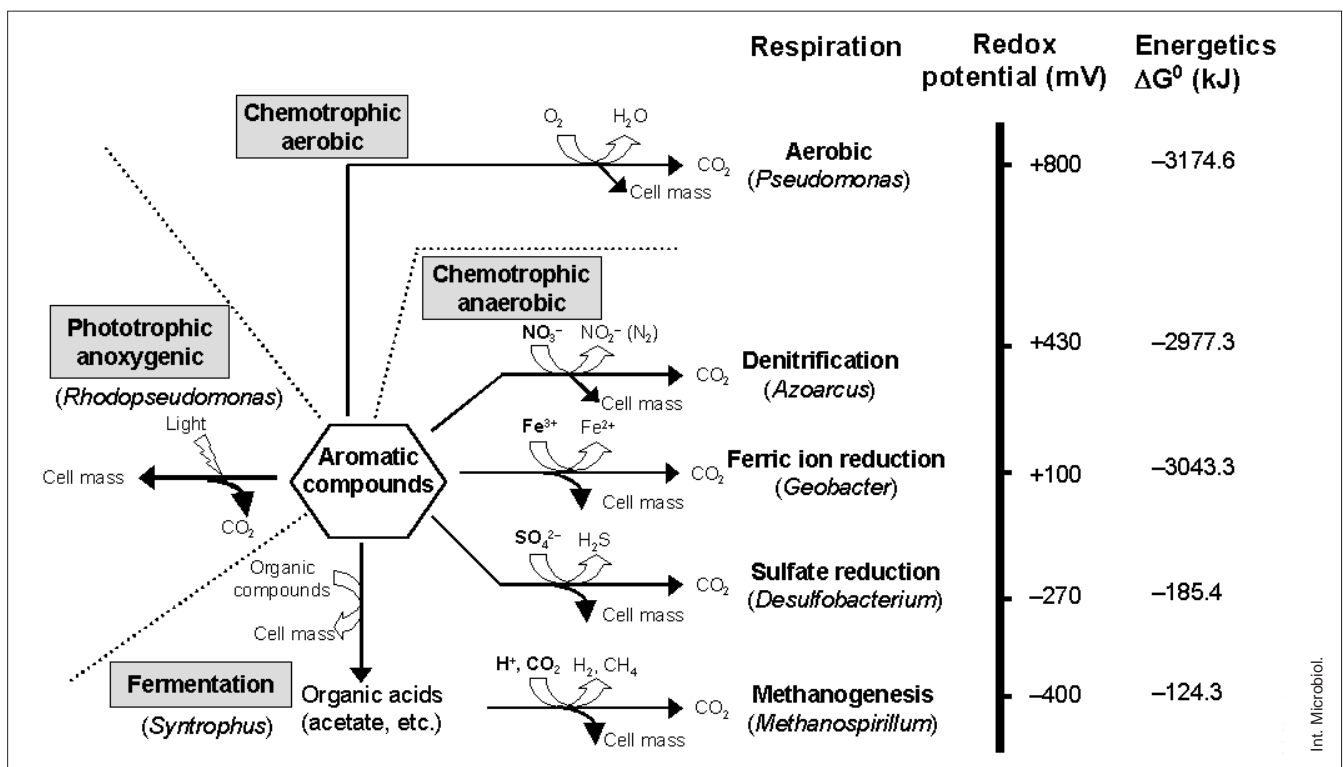 Respiration
Redox
potential (mV)
Energetics
ΔG⁰ (kJ)
Chemotrophic
aerobic
O₂ H₂O
CO₂
Cell mass
Aerobic
(Pseudomonas)
+800
–3174.6
Chemotrophic
anaerobic
NO₃⁻ NO₂⁻ (N₂)
CO₂
Cell mass
Denitrification
(Azoarcus)
+430
–2977.3
Phototrophic
anoxygenic
(Rhodopseudomonas)
Light
Cell mass
CO₂
Aromatic
compounds
Fe³⁺ Fe²⁺
CO₂
Cell mass
Ferric ion reduction
(Geobacter)
+100
–3043.3
SO₄²⁻ H₂S
CO₂
Cell mass
Sulfate reduction
(Desulfobacterium)
–270
–185.4
Organic
compounds
Cell mass
Fermentation
(Syntrophus)
Organic acids
(acetate, etc.)
H⁺, CO₂ H₂, CH₄
CO₂
Cell mass
Methanogenesis
(Methanospirillum)
–400
–124.3
Int. Microbiol.